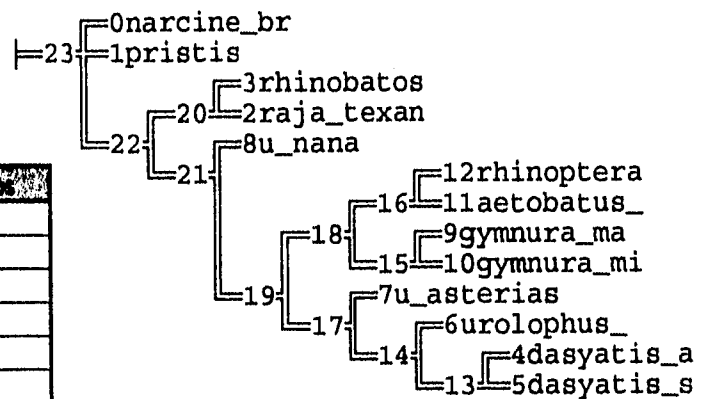 0narcine_br
23 1pristis
3rhinobatos
20 2raja_texan
22 8u_nana
21
12rhinoptera
16 11aetobatus_
18 9gymnura_ma
15 10gymnura_mi
19 7u_asterias
17 6urolophus_
14 4dasyatis_a
13 5dasyatis_s